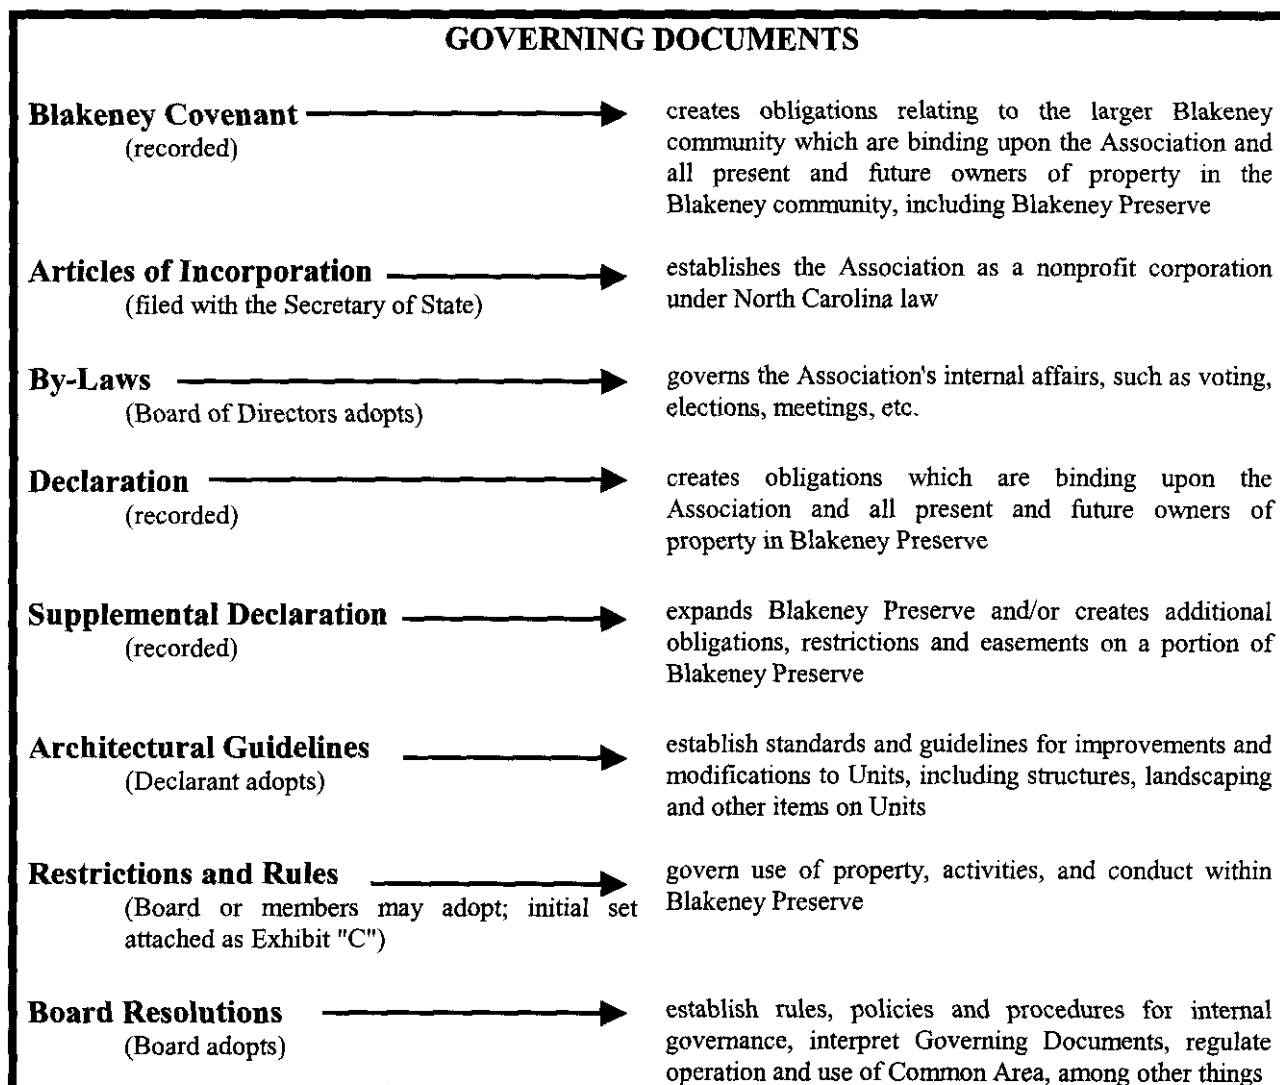 GOVERNING DOCUMENTS
Blakeney Covenant
(recorded)
creates obligations relating to the larger Blakeney
community which are binding upon the Association and
all present and future owners of property in the
Blakeney community, including Blakeney Preserve
Articles of Incorporation
(filed with the Secretary of State)
establishes the Association as a nonprofit corporation
under North Carolina law
By-Laws
(Board of Directors adopts)
governs the Association's internal affairs, such as voting,
elections, meetings, etc.
Declaration
(recorded)
creates obligations which are binding upon the
Association and all present and future owners of
property in Blakeney Preserve
Supplemental Declaration
(recorded)
expands Blakeney Preserve and/or creates additional
obligations, restrictions and easements on a portion of
Blakeney Preserve
Architectural Guidelines
(Declarant adopts)
establish standards and guidelines for improvements and
modifications to Units, including structures, landscaping
and other items on Units
Restrictions and Rules
(Board or members may adopt; initial set
attached as Exhibit "C")
govern use of property, activities, and conduct within
Blakeney Preserve
Board Resolutions
(Board adopts)
establish rules, policies and procedures for internal
governance, interpret Governing Documents, regulate
operation and use of Common Area, among other things